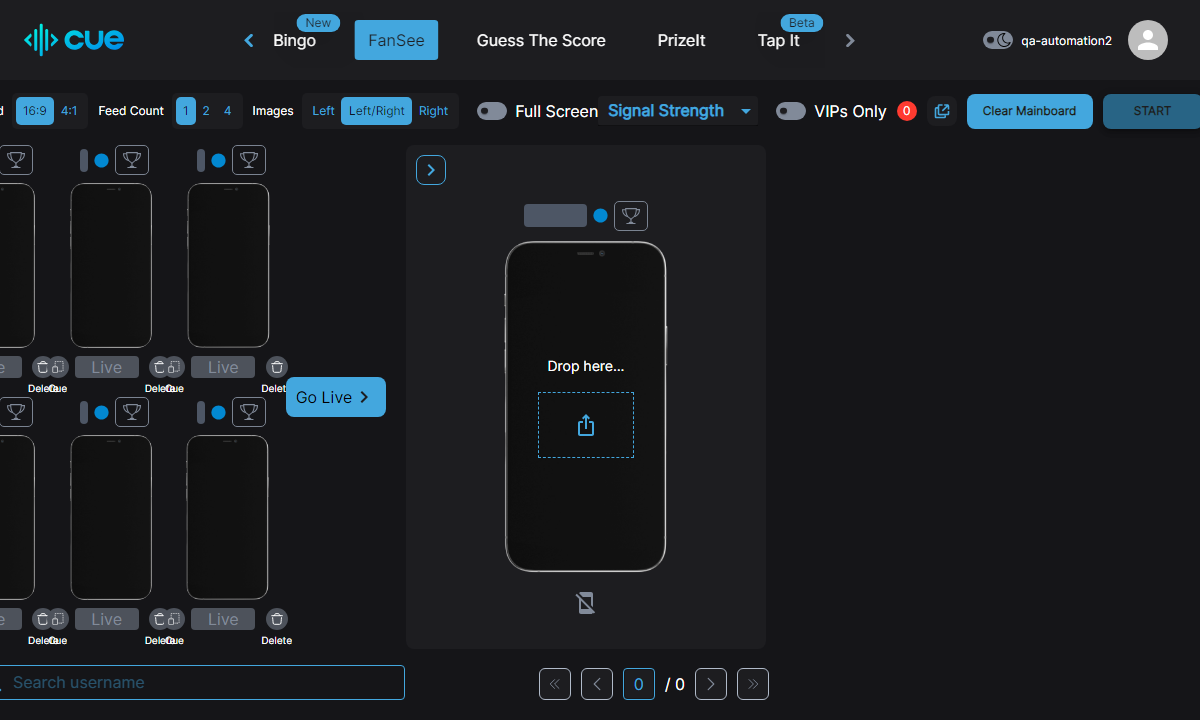 cue
New
Beta
Bingo
FanSee
Guess The Score
PrizeIt
Tap It
qa-automation2
d
16:9
4:1
Feed Count
1
2
4
Images
Left
Left/Right
Right
Full Screen
Signal Strength
VIPs Only
0
Clear Mainboard
START
e
Live
Live
Delete
Cue
Delete
Cue
Delete
Go Live
Drop here...
e
Live
Live
Delete
Cue
Delete
Cue
Delete
Search username
0
/ 0